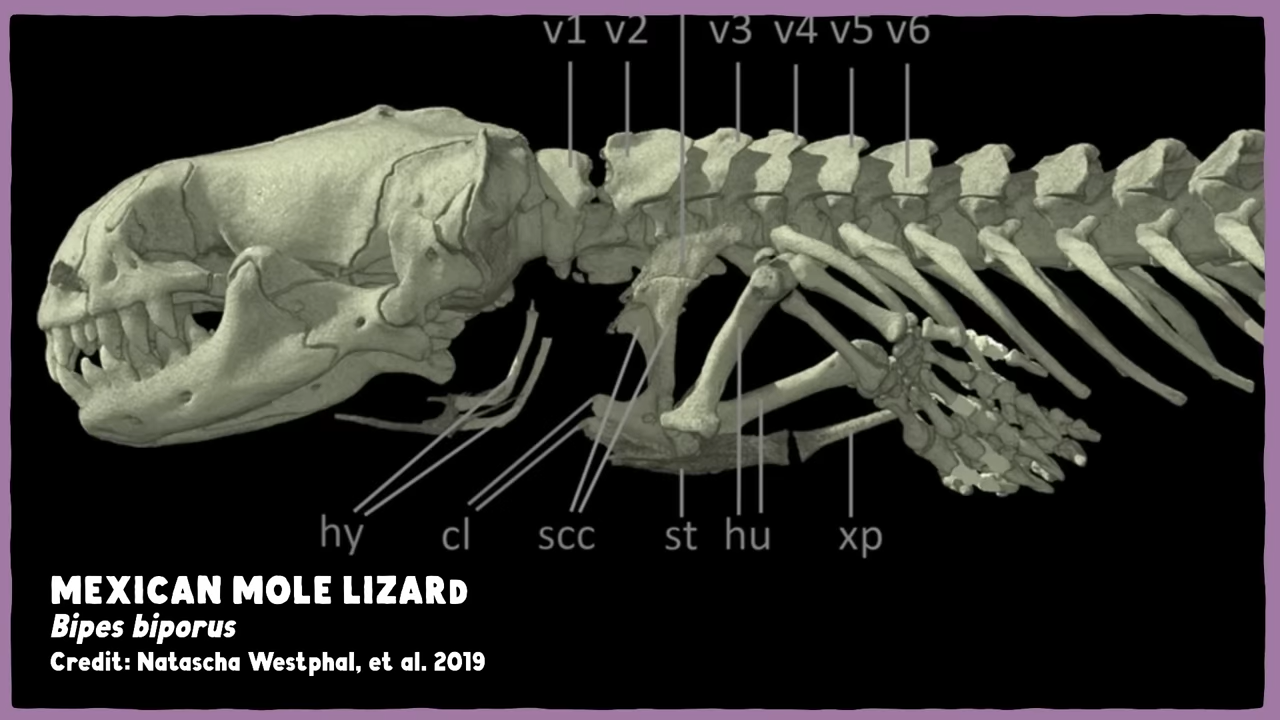 v1 v2 v3 v4 v5 v6
hy cl scc st hu xp
MEXICAN MOLE LIZARD
Bipes biporus
Credit: Natascha Westphal, et al. 2019